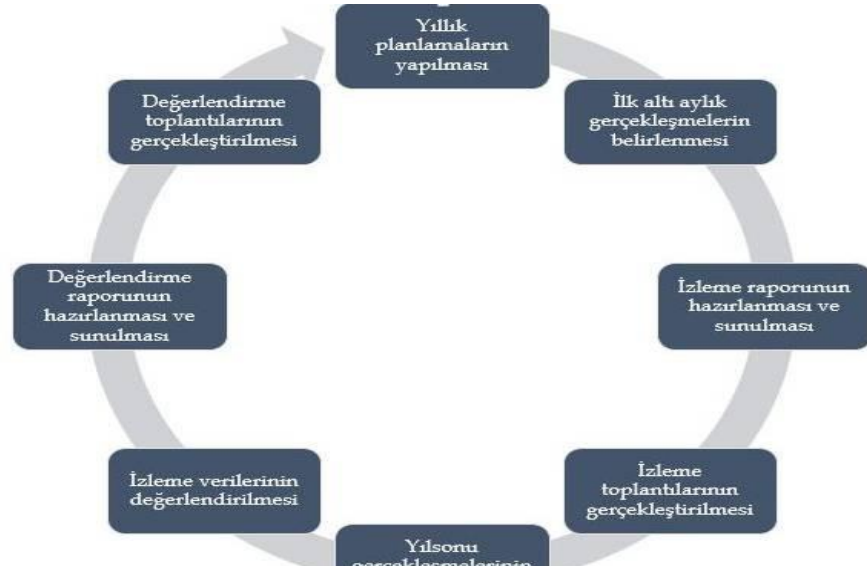 Yıllık
planlamaların
yapılması
İlk altı aylık
gerçekleşmelerin
belirlenmesi
İzleme raporunun
hazırlanması ve
sunulması
İzleme
toplantılarının
gerçekleştirilmesi
Yılsonu
gerçekleşmelerinin
İzleme verilerinin
değerlendirilmesi
Değerlendirme
raporunun
hazırlanması ve
sunulması
Değerlendirme
toplantılarının
gerçekleştirilmesi